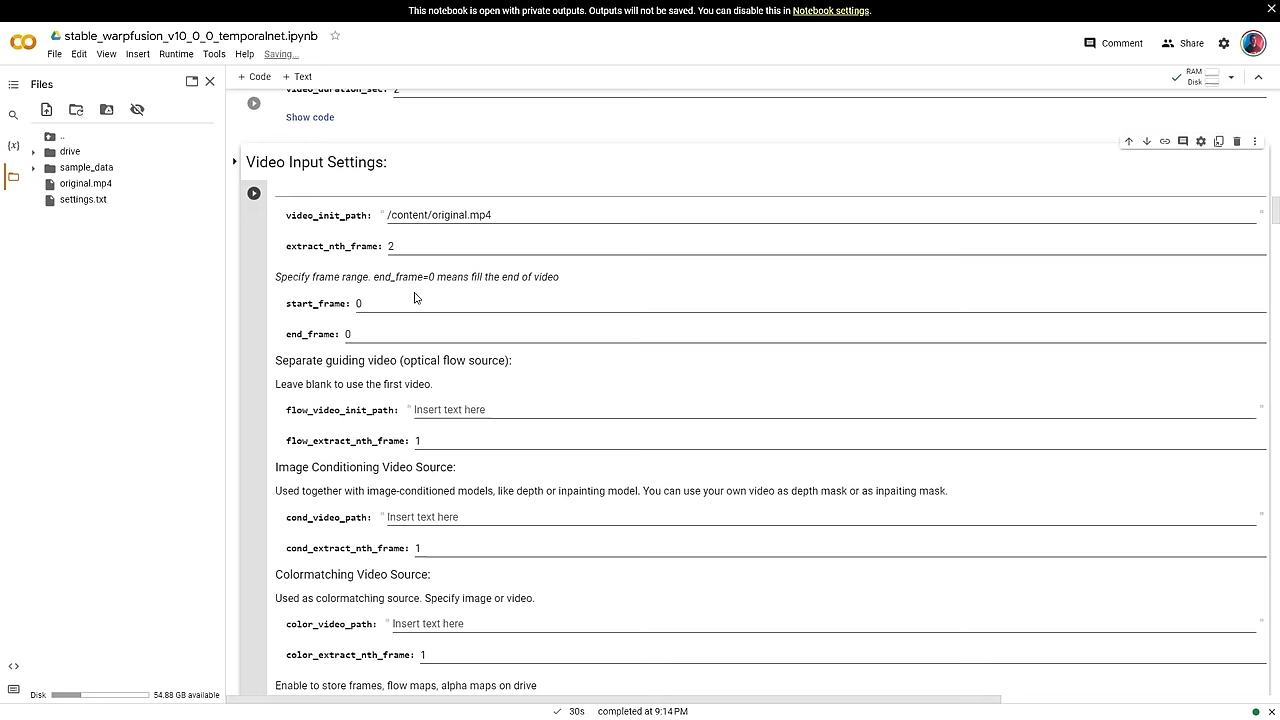 This notebook is open with private outputs. Outputs will not be saved. You can disable this in Notebook settings.
stable_warpfusion_v10_0_0_temporalnet.ipynb
File Edit View Insert Runtime Tools Help Saving...
Comment
Share
Files
+ Code + Text
RAM
Disk
..
drive
sample_data
original.mp4
settings.txt
video_duration_sec: 2
Show code
Video Input Settings:
video_init_path: "/content/original.mp4"
extract_nth_frame: 2
Specify frame range. end_frame=0 means fill the end of video
start_frame: 0
end_frame: 0
Separate guiding video (optical flow source):
Leave blank to use the first video.
flow_video_init_path: "Insert text here"
flow_extract_nth_frame: 1
Image Conditioning Video Source:
Used together with image-conditioned models, like depth or inpainting model. You can use your own video as depth mask or as inpaiting mask.
cond_video_path: "Insert text here"
cond_extract_nth_frame: 1
Colormatching Video Source:
Used as colormatching source. Specify image or video.
color_video_path: "Insert text here"
color_extract_nth_frame: 1
Enable to store frames, flow maps, alpha maps on drive
Disk 54.88 GB available
30s completed at 9:14 PM